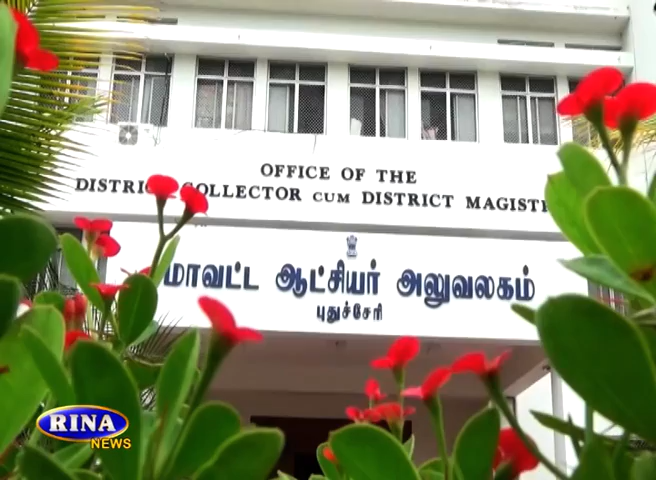 OFFICE OF THE
COLLECTOR CUM DISTRICT
மாவட்ட ஆட்சியர் அலுவலகம்
புதுச்சேரி
RINA
NEWS